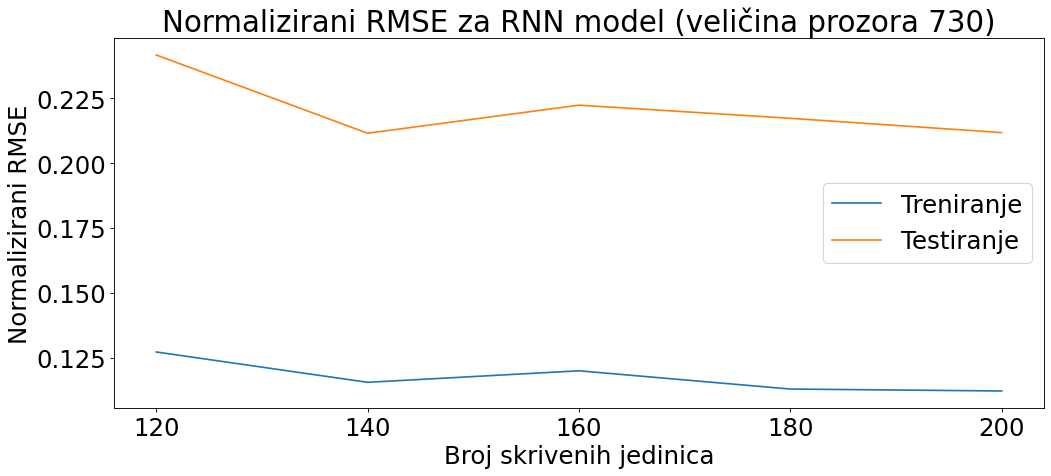 Normalizirani RMSE za RNN model (veličina prozora 730)
Normalizirani RMSE
0.225
0.200
0.175
0.150
0.125
Treniranje
Testiranje
120 140 160 180 200
Broj skrivenih jedinica